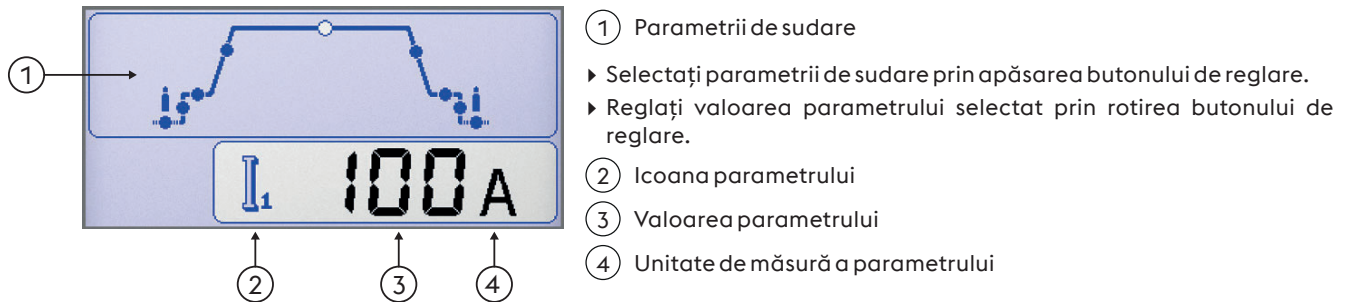 1 Parametrii de sudare
1
▸ Selectați parametrii de sudare prin apăsarea butonului de reglare.
▸ Reglați valoarea parametrului selectat prin rotirea butonului de
reglare.
I1 100 A
2 Icoana parametrului
3 Valoarea parametrului
4 Unitate de măsură a parametrului
2 3 4